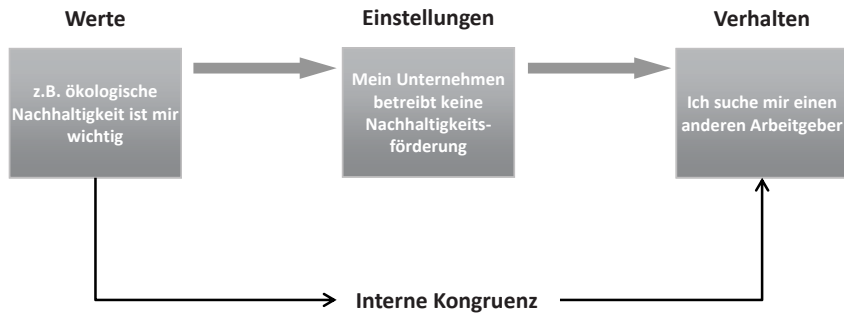 Werte
Einstellungen
Verhalten
z.B. ökologische
Nachhaltigkeit ist mir
wichtig
Mein Unternehmen
betreibt keine
Nachhaltigkeits-
förderung
Ich suche mir einen
anderen Arbeitgeber
Interne Kongruenz